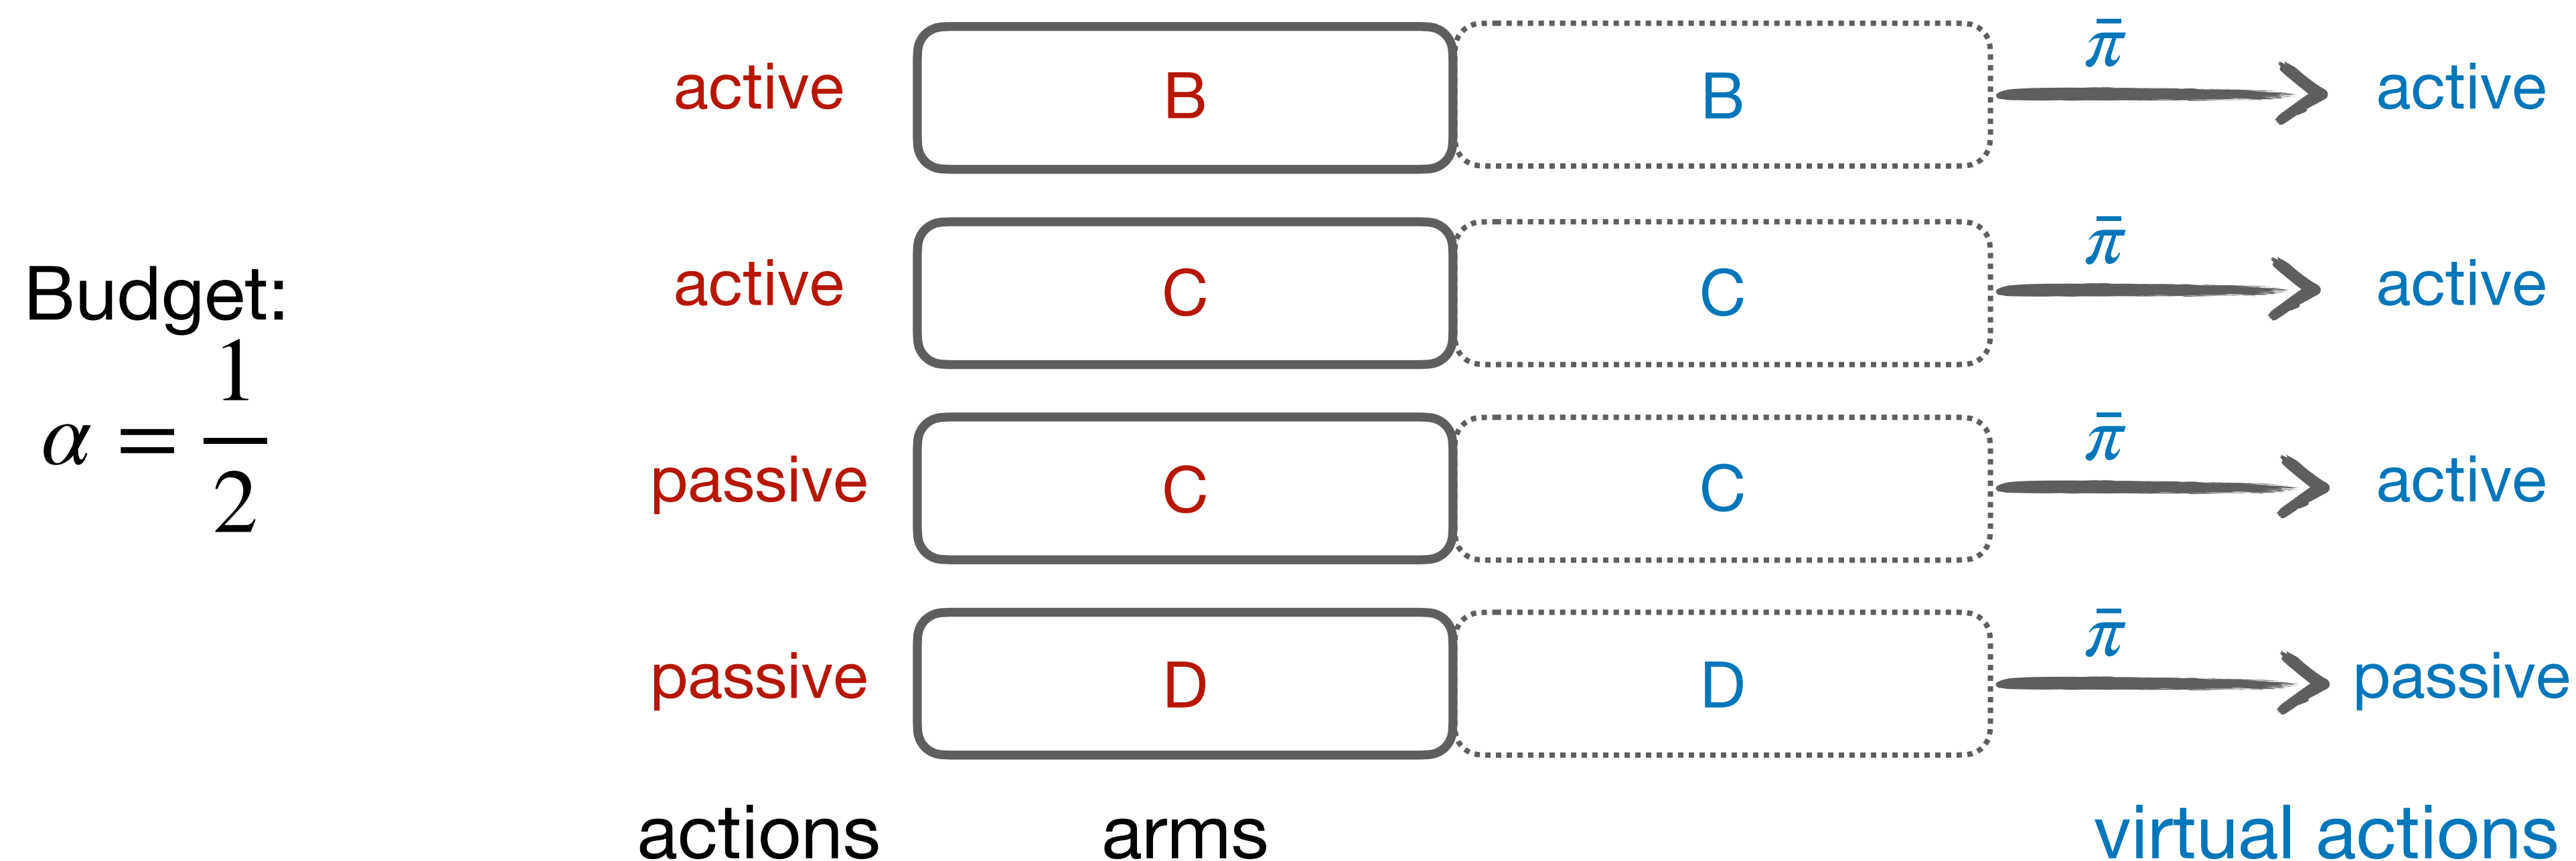 active B B π̄ active
Budget:
α = 1/2
active C C π̄ active
passive C C π̄ active
passive D D π̄ passive
actions arms virtual actions